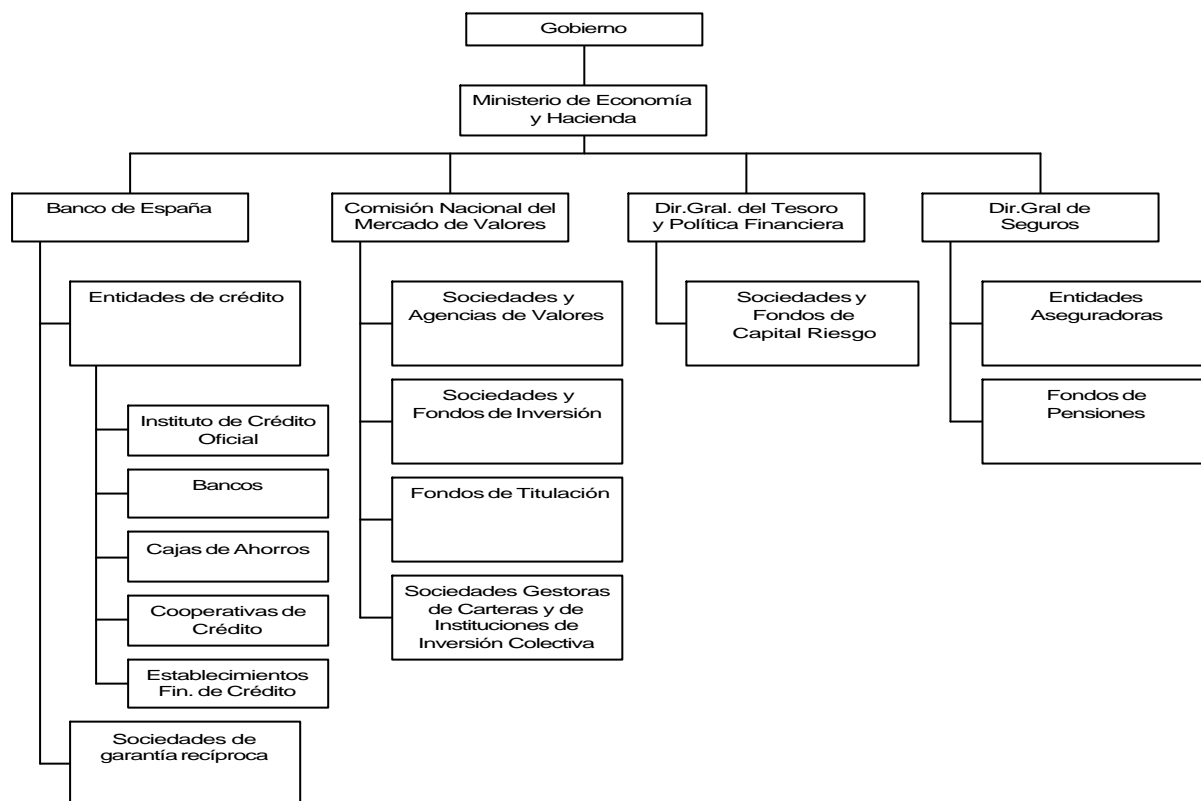 Gobierno
Ministerio de Economía
y Hacienda
Banco de España
Comisión Nacional del
Mercado de Valores
Dir.Gral. del Tesoro
y Política Financiera
Dir.Gral de
Seguros
Entidades de crédito
Instituto de Crédito
Oficial
Bancos
Cajas de Ahorros
Cooperativas de
Crédito
Establecimientos
Fin. de Crédito
Sociedades de
garantía recíproca
Sociedades y
Agencias de Valores
Sociedades y
Fondos de Inversión
Fondos de Titulación
Sociedades Gestoras
de Carteras y de
Instituciones de
Inversión Colectiva
Sociedades y
Fondos de
Capital Riesgo
Entidades
Aseguradoras
Fondos de
Pensiones